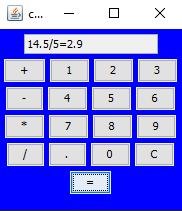 c...
14.5/5=2.9
+ 1 2 3
- 4 5 6
* 7 8 9
/ . 0 C
=